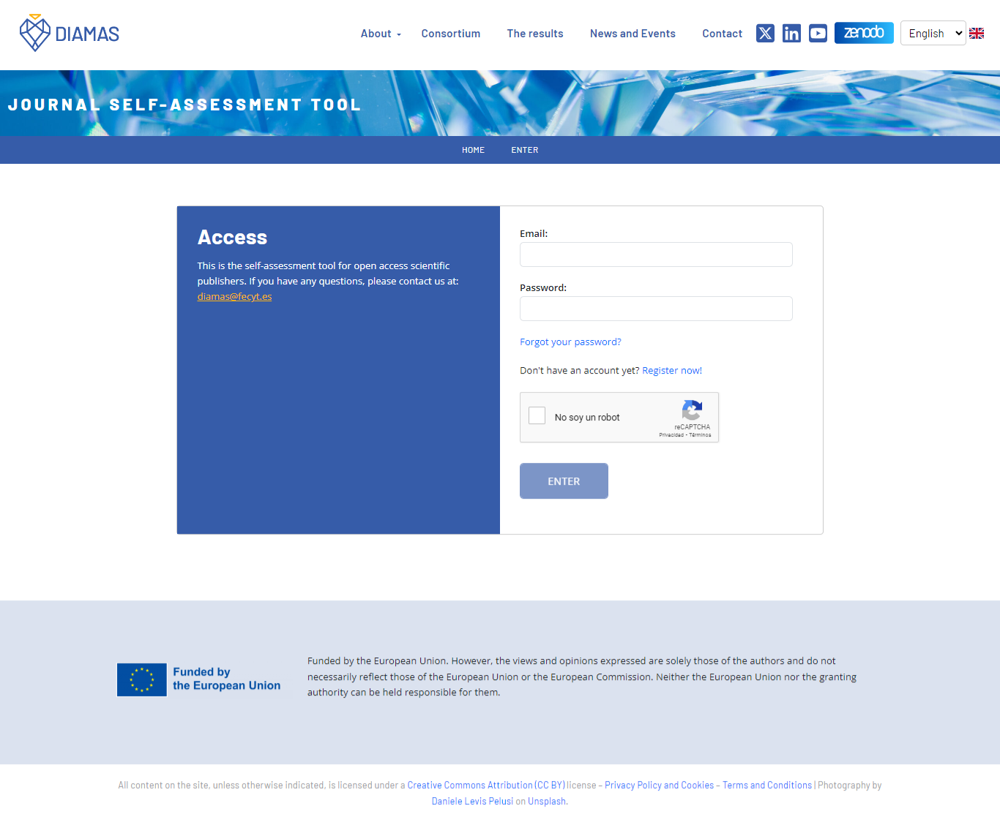 DIAMAS
About
Consortium
The results
News and Events
Contact
zenodo
English
JOURNAL SELF-ASSESSMENT TOOL
HOME
ENTER
Access
This is the self-assessment tool for open access scientific
publishers. If you have any questions, please contact us at:
diamas@fecyt.es
Email:
Password:
Forgot your password?
Don't have an account yet? Register now!
No soy un robot
reCAPTCHA
Privacidad - Términos
ENTER
Funded by
the European Union
Funded by the European Union. However, the views and opinions expressed are solely those of the authors and do not
necessarily reflect those of the European Union or the European Commission. Neither the European Union nor the granting
authority can be held responsible for them.
All content on the site, unless otherwise indicated, is licensed under a Creative Commons Attribution (CC BY) license – Privacy Policy and Cookies – Terms and Conditions | Photography by
Daniele Levis Pelusi on Unsplash.